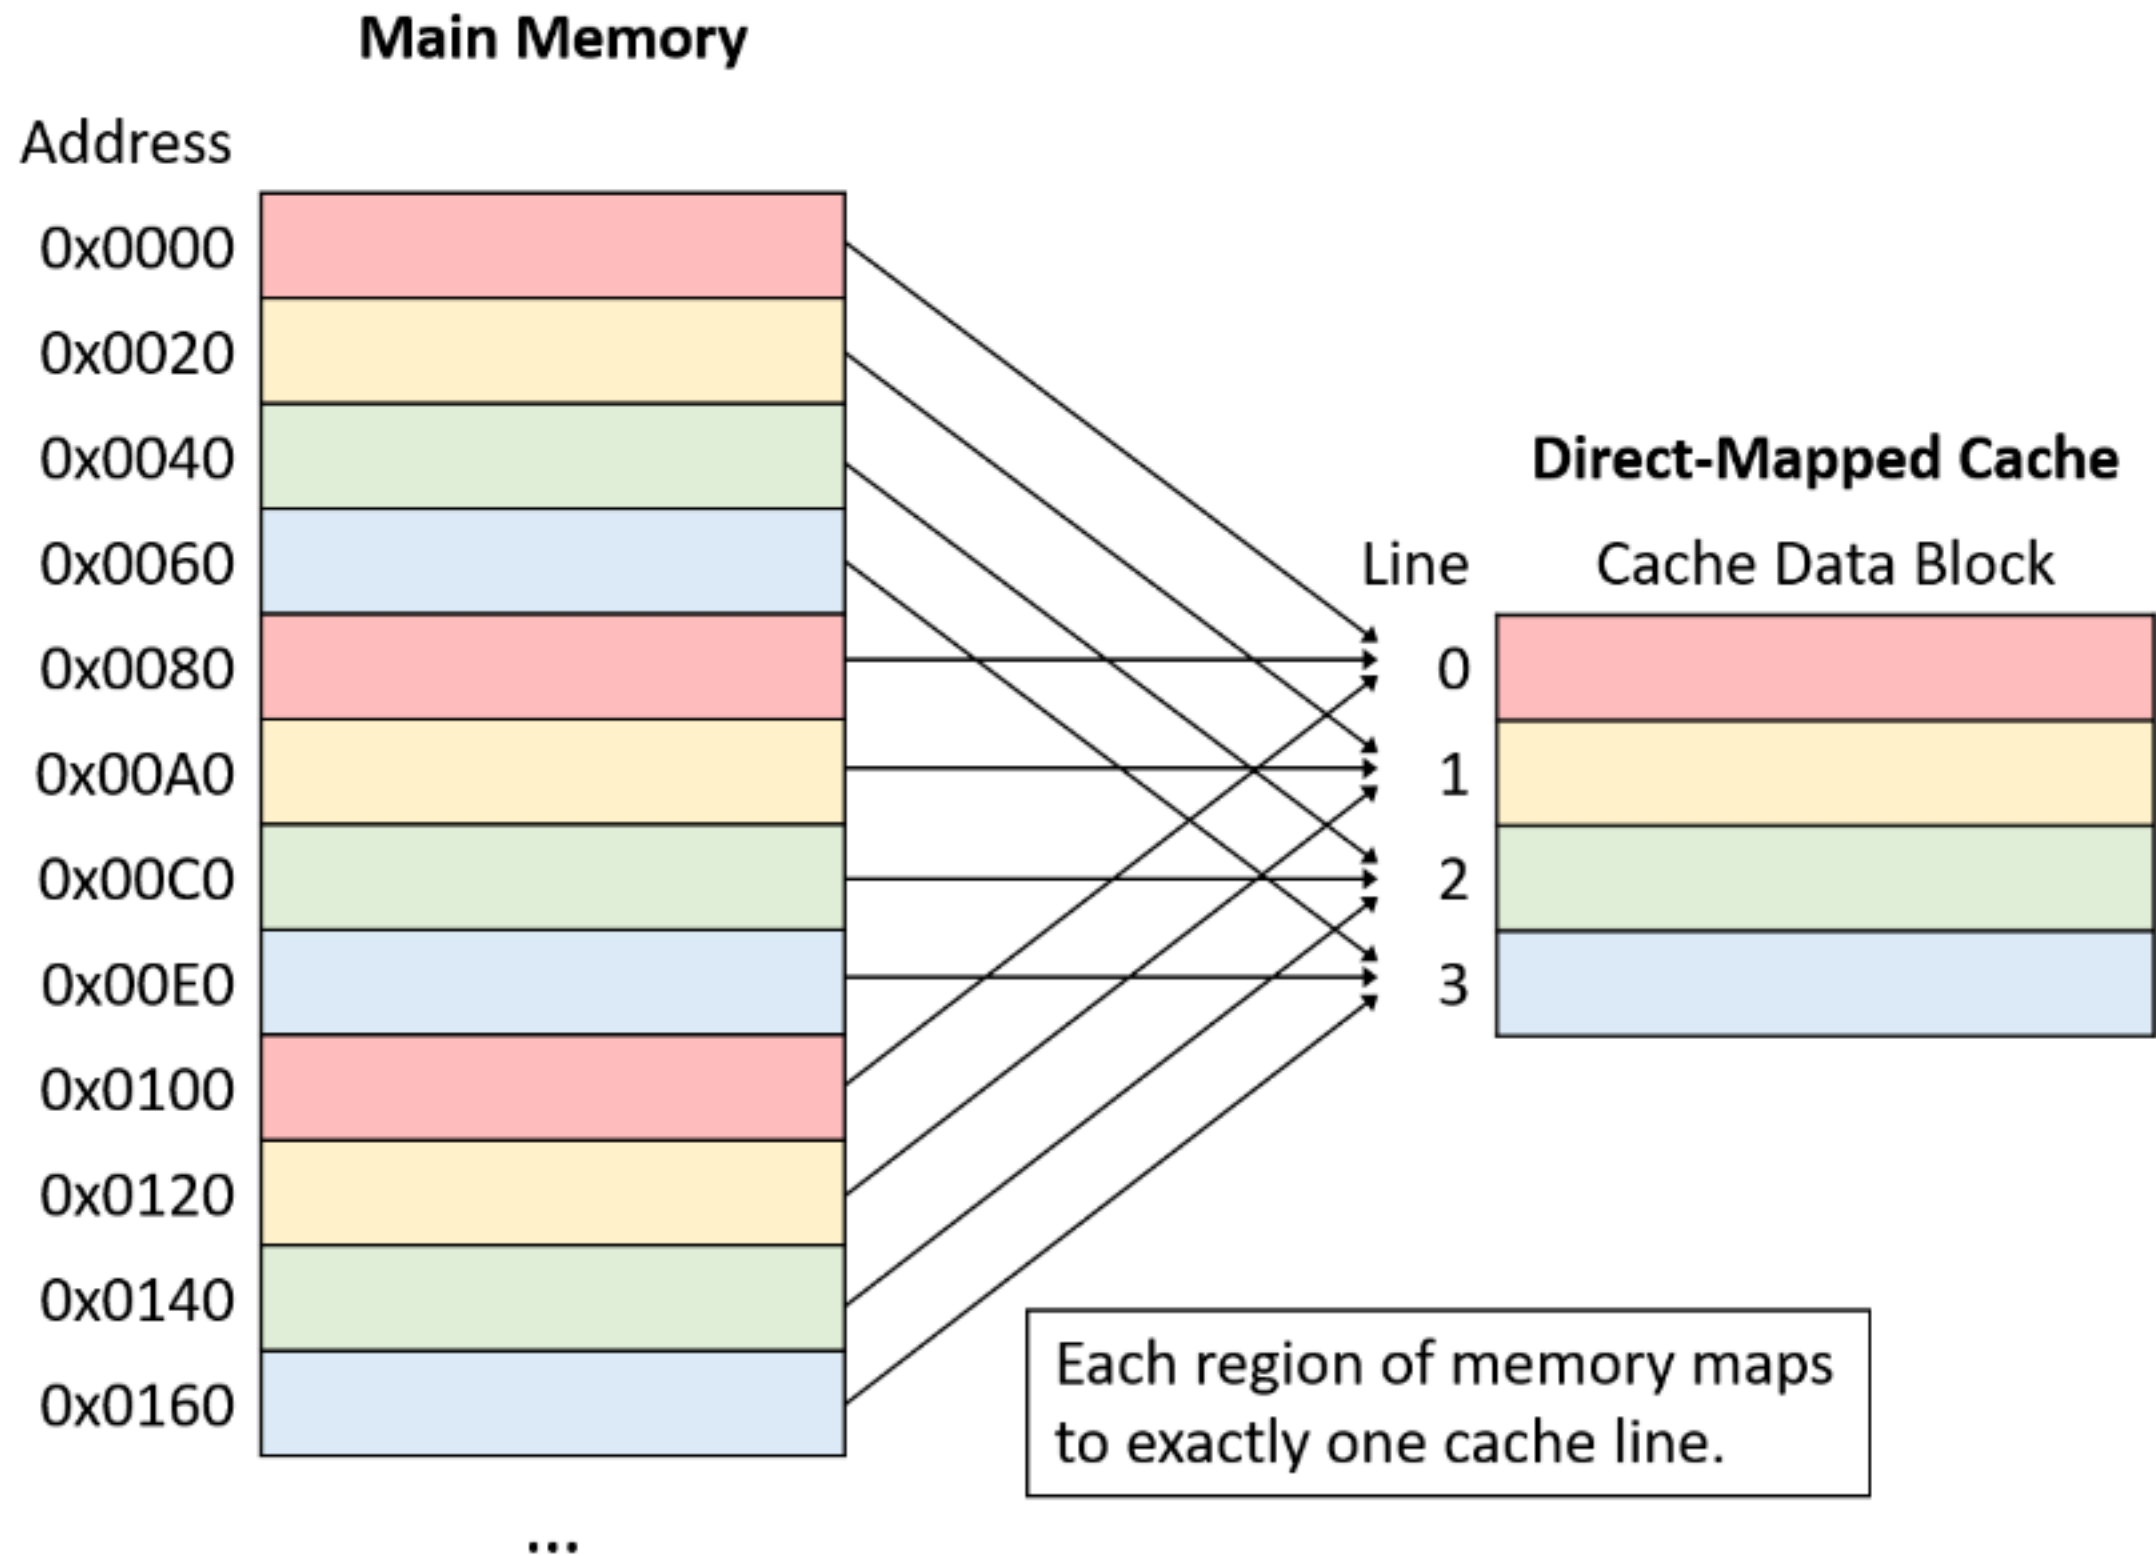 Main Memory
Address
0x0000
0x0020
0x0040
0x0060
0x0080
0x00A0
0x00C0
0x00E0
0x0100
0x0120
0x0140
0x0160
...
Direct-Mapped Cache
Line Cache Data Block
0
1
2
3
Each region of memory maps
to exactly one cache line.